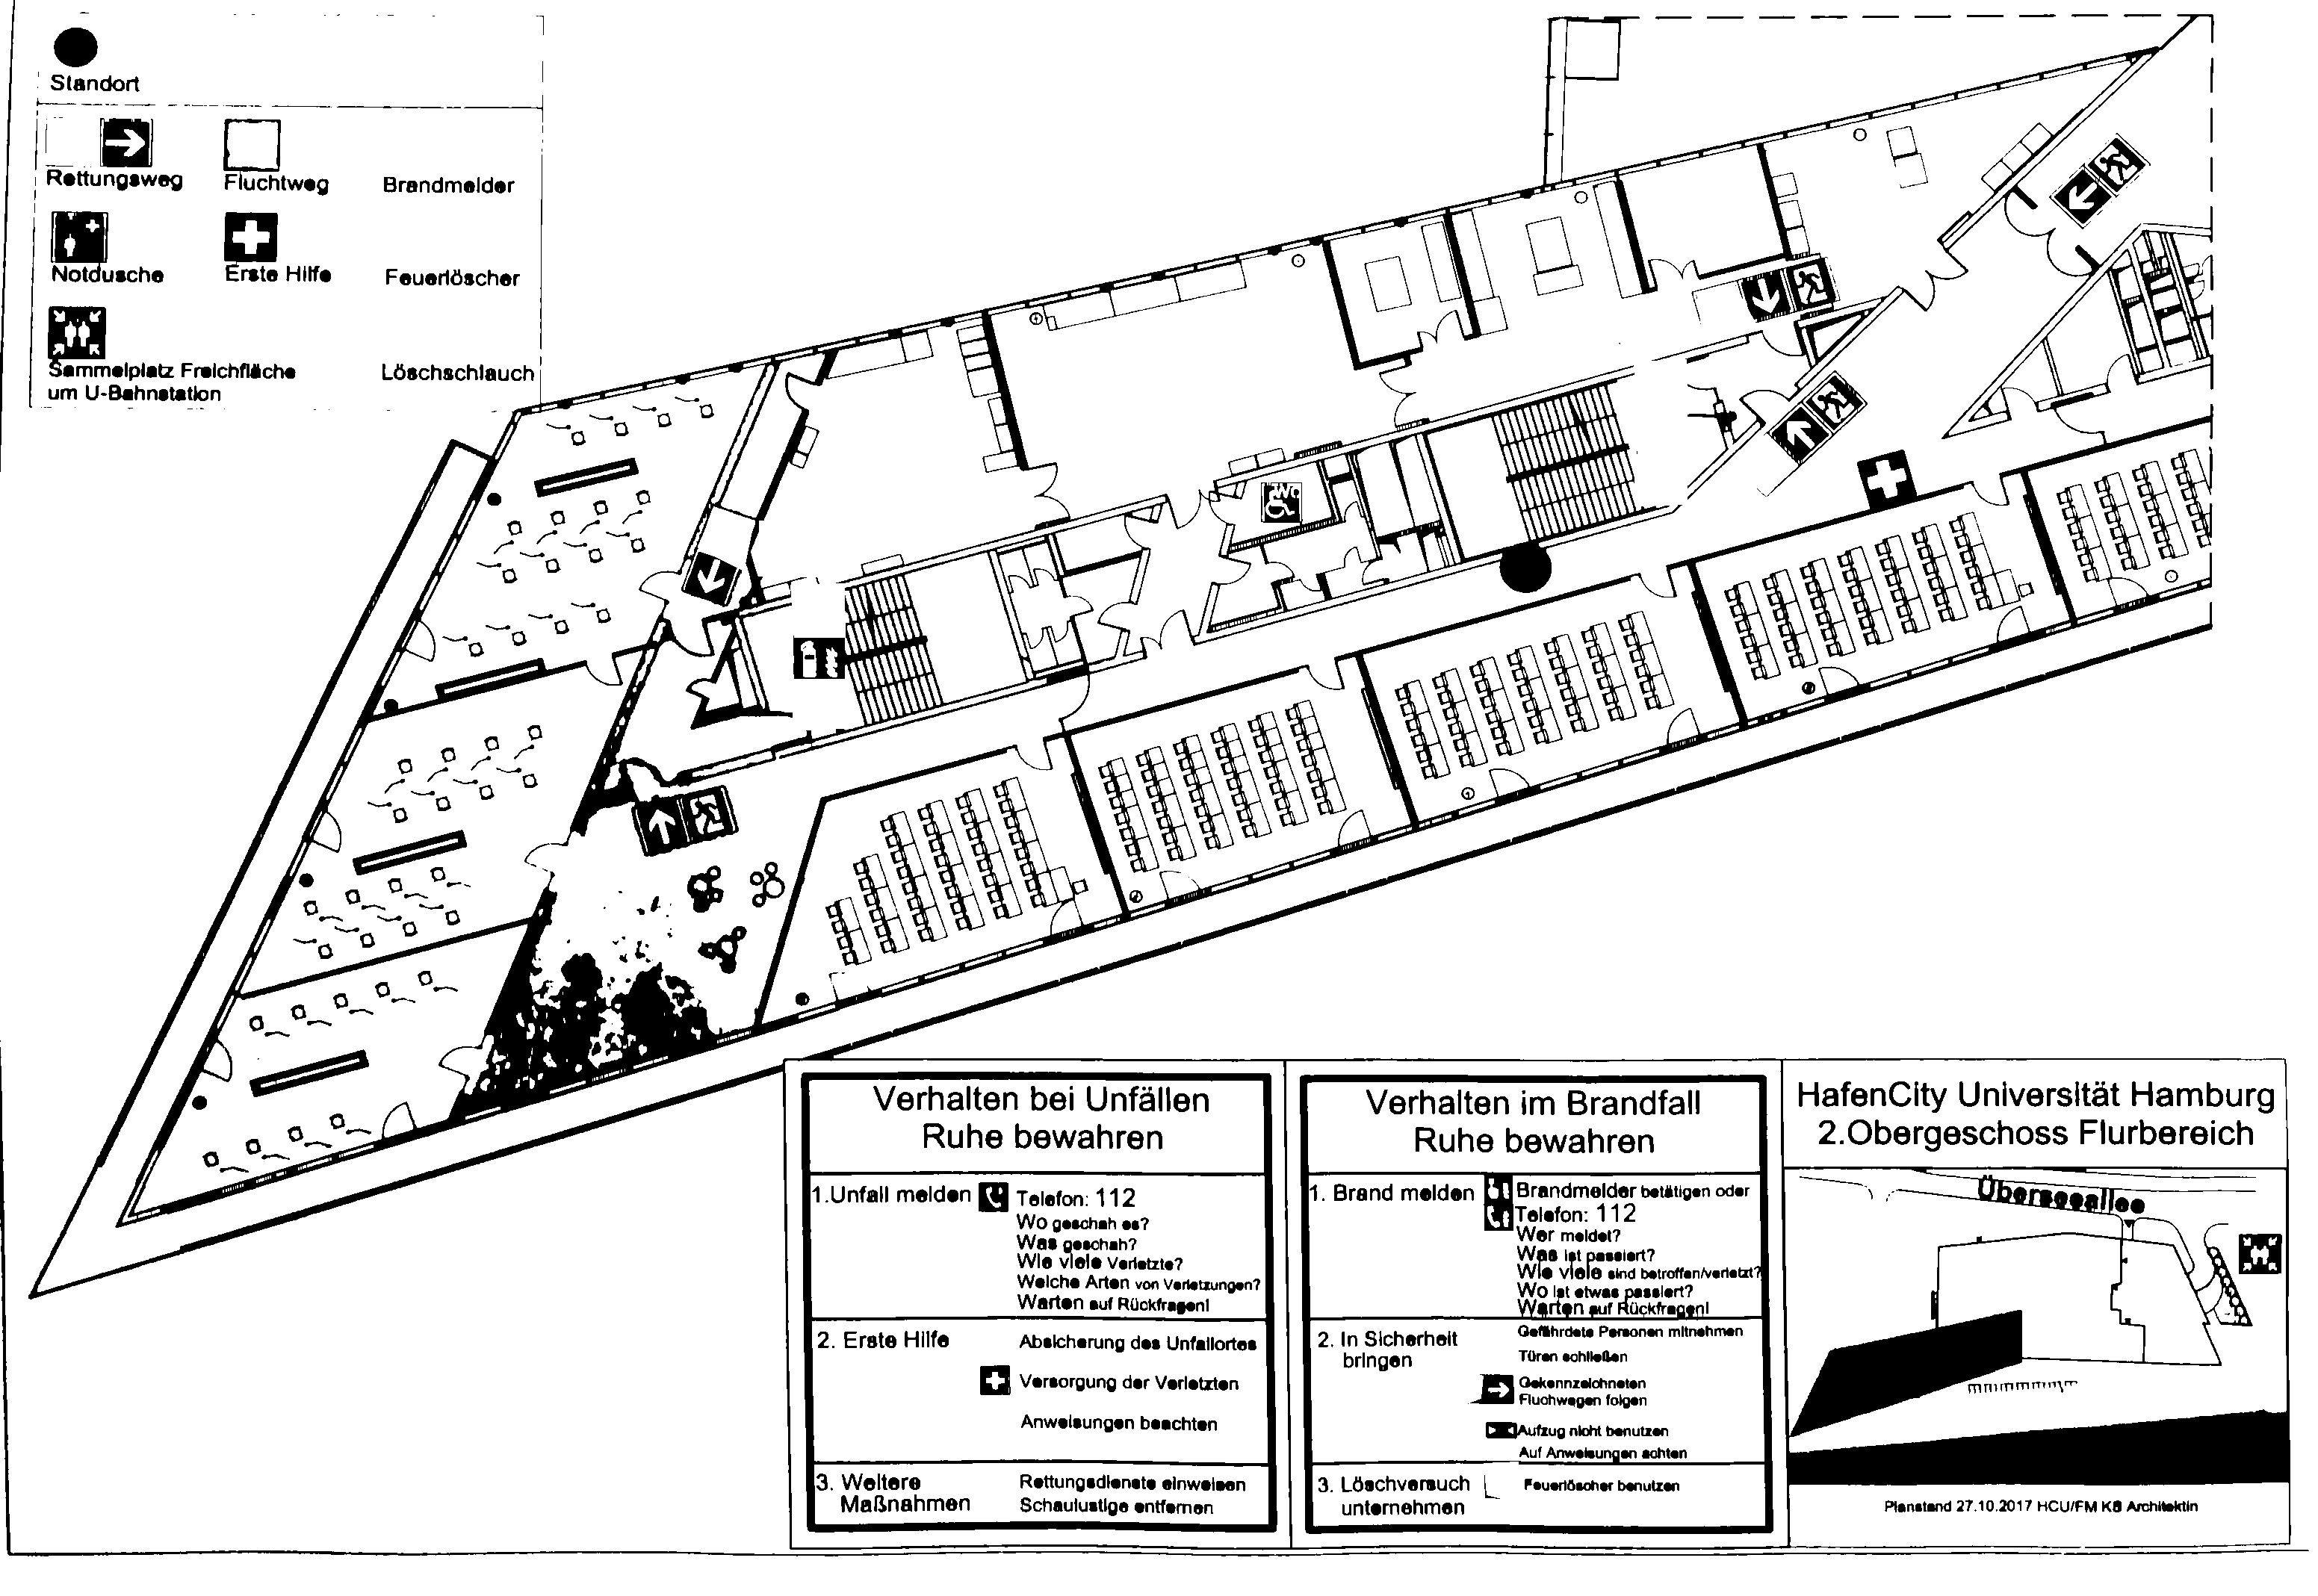 Standort
Rettungsweg
Fluchtweg
Brandmelder
Notdusche
Erste Hilfe
Feuerlöscher
Sammelplatz Freichfläche
um U-Bahnstation
Löschschlauch
WC
Verhalten bei Unfällen
Ruhe bewahren
1.Unfall melden
Telefon: 112
Wo geschah es?
Was geschah?
Wie viele Verletzte?
Welche Arten von Verletzungen?
Warten auf Rückfragen!
2. Erste Hilfe
Absicherung des Unfallortes
Versorgung der Verletzten
Anweisungen beachten
3. Weitere
Maßnahmen
Rettungsdienste einweisen
Schaulustige entfernen
Verhalten im Brandfall
Ruhe bewahren
1. Brand melden
Brandmelder betätigen oder
Telefon: 112
Wer meldet?
Was ist passiert?
Wie viele sind betroffen/verletzt?
Wo ist etwas passiert?
Warten auf Rückfragen!
2. In Sicherheit
bringen
Gefährdete Personen mitnehmen
Türen schließen
Gekennzeichneten
Fluchwegen folgen
Aufzug nicht benutzen
Auf Anweisungen achten
3. Löschversuch
unternehmen
Feuerlöscher benutzen
HafenCity Universität Hamburg
2.Obergeschoss Flurbereich
Überseeallee
Planstand 27.10.2017 HCU/FM KB Architektin